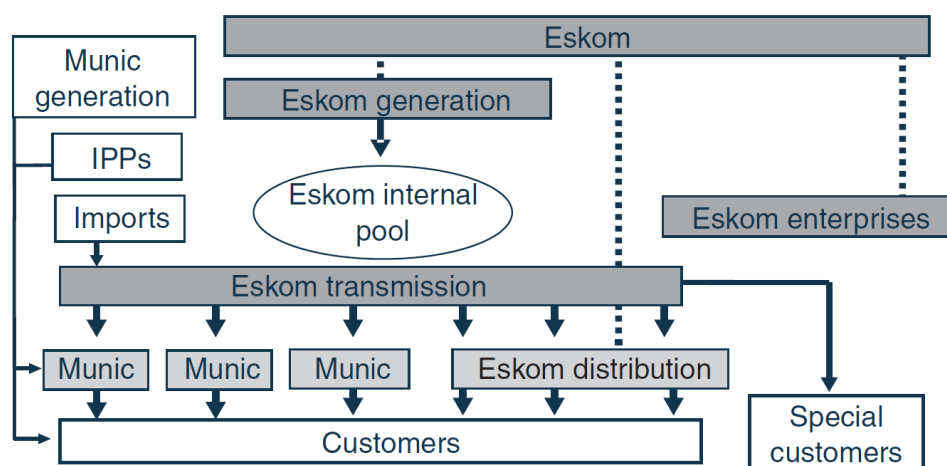 Eskom
Munic
generation
Eskom generation
IPPs
Eskom internal
pool
Imports
Eskom enterprises
Eskom transmission
Munic
Munic
Munic
Eskom distribution
Customers
Special
customers